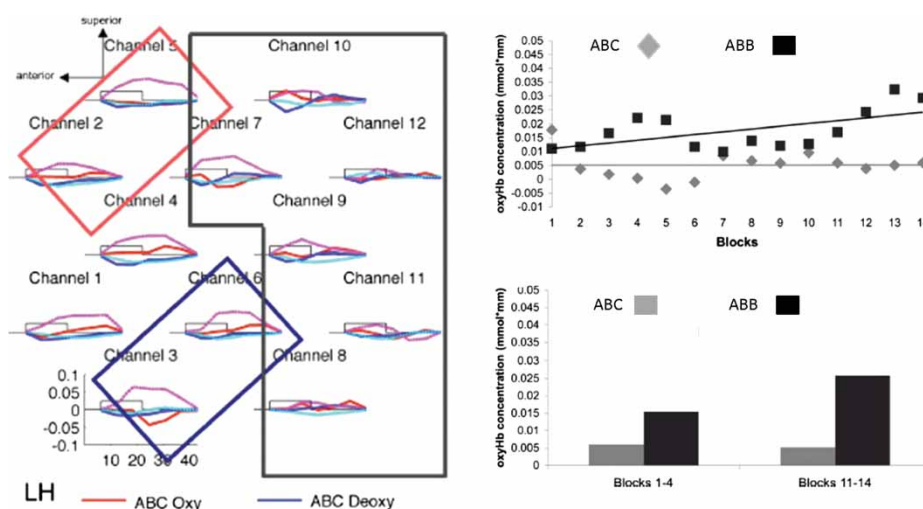 superior
anterior
Channel 5
Channel 10
Channel 2
Channel 7
Channel 12
Channel 4
Channel 9
Channel 1
Channel 6
Channel 11
Channel 3
Channel 8
0.1
0.05
0
-0.05
-0.1
10 20 30 40
LH
ABC Oxy
ABC Deoxy
ABC
ABB
oxyHb concentration (mmol*mm)
0.05
0.045
0.04
0.035
0.03
0.025
0.02
0.015
0.01
0.005
0
-0.005
-0.01
1 2 3 4 5 6 7 8 9 10 11 12 13
Blocks
ABC
ABB
oxyHb concentration (mmol*mm)
0.05
0.045
0.04
0.035
0.03
0.025
0.02
0.015
0.01
0.005
0
Blocks 1-4
Blocks 11-14